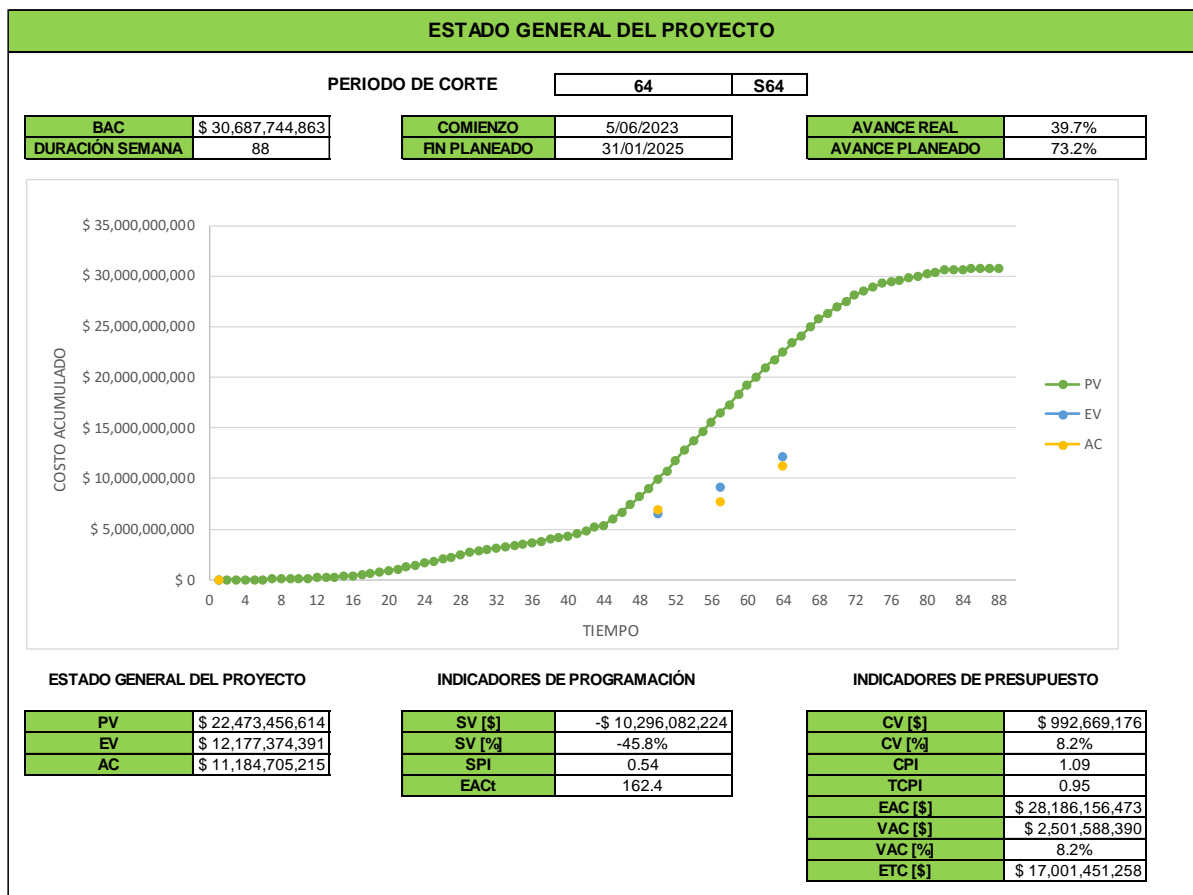 ESTADO GENERAL DEL PROYECTO
PERIODO DE CORTE 64 S64
BAC $ 30,687,744,863 COMIENZO 5/06/2023 AVANCE REAL 39.7%
DURACIÓN SEMANA 88 FIN PLANEADO 31/01/2025 AVANCE PLANEADO 73.2%
$ 35,000,000,000
$ 30,000,000,000
$ 25,000,000,000
$ 20,000,000,000
$ 15,000,000,000
$ 10,000,000,000
$ 5,000,000,000
$ 0
COSTO ACUMULADO
0 4 8 12 16 20 24 28 32 36 40 44 48 52 56 60 64 68 72 76 80 84 88
TIEMPO
PV
EV
AC
ESTADO GENERAL DEL PROYECTO
PV $ 22,473,456,614
EV $ 12,177,374,391
AC $ 11,184,705,215
INDICADORES DE PROGRAMACIÓN
SV [$] -$ 10,296,082,224
SV [%] -45.8%
SPI 0.54
EACt 162.4
INDICADORES DE PRESUPUESTO
CV [$] $ 992,669,176
CV [%] 8.2%
CPI 1.09
TCPI 0.95
EAC [$] $ 28,186,156,473
VAC [$] $ 2,501,588,390
VAC [%] 8.2%
ETC [$] $ 17,001,451,258